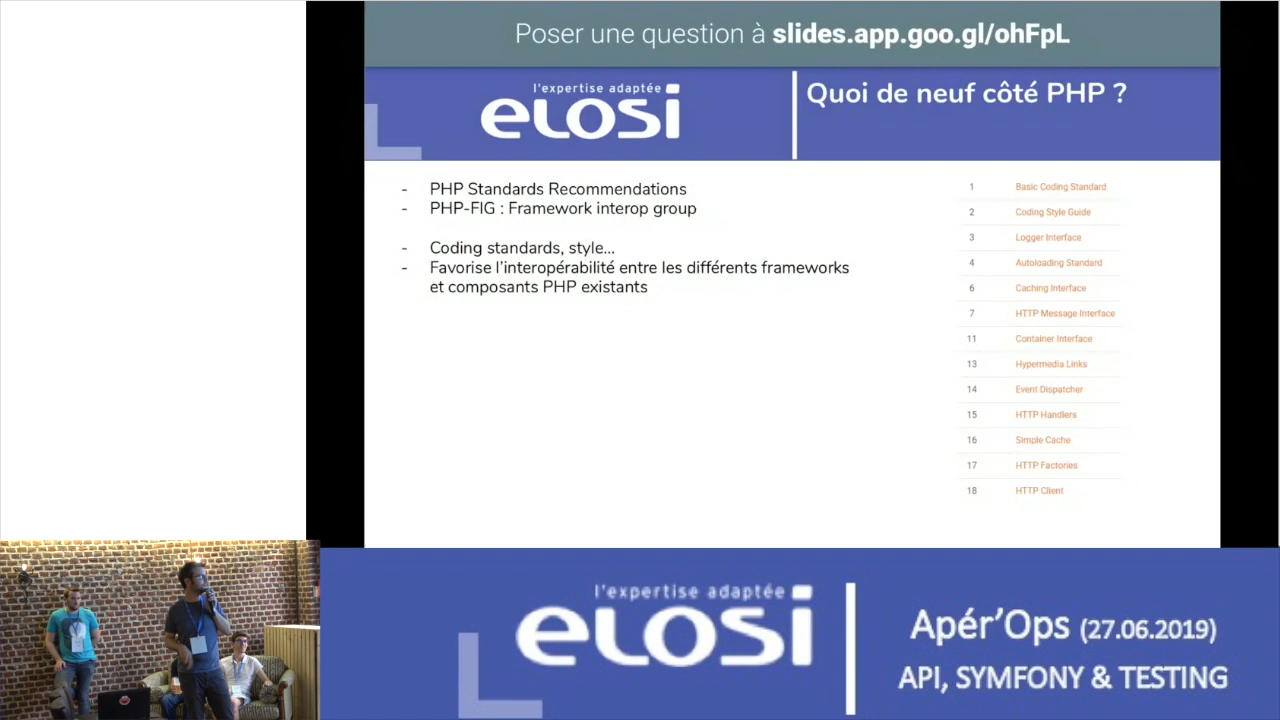 Poser une question à slides.app.goo.gl/ohFpL
l'expertise adaptée
eLOSI
Quoi de neuf côté PHP ?
- PHP Standards Recommendations
- PHP-FIG : Framework interop group
- Coding standards, style...
- Favorise l'interopérabilité entre les différents frameworks
et composants PHP existants
1 Basic Coding Standard
2 Coding Style Guide
3 Logger Interface
4 Autoloading Standard
6 Caching Interface
7 HTTP Message Interface
11 Container Interface
13 Hypermedia Links
14 Event Dispatcher
15 HTTP Handlers
16 Simple Cache
17 HTTP Factories
18 HTTP Client
l'expertise adaptée
eLOSI
Apér'Ops (27.06.2019)
API, SYMFONY & TESTING